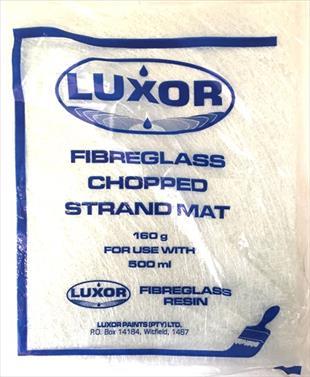 LUXOR
FIBREGLASS
CHOPPED
STRAND MAT
160 g
FOR USE WITH
500 ml
LUXOR FIBREGLASS
RESIN
LUXOR PAINTS (PTY) LTD.
P.O. Box 14184, Witfield, 1467